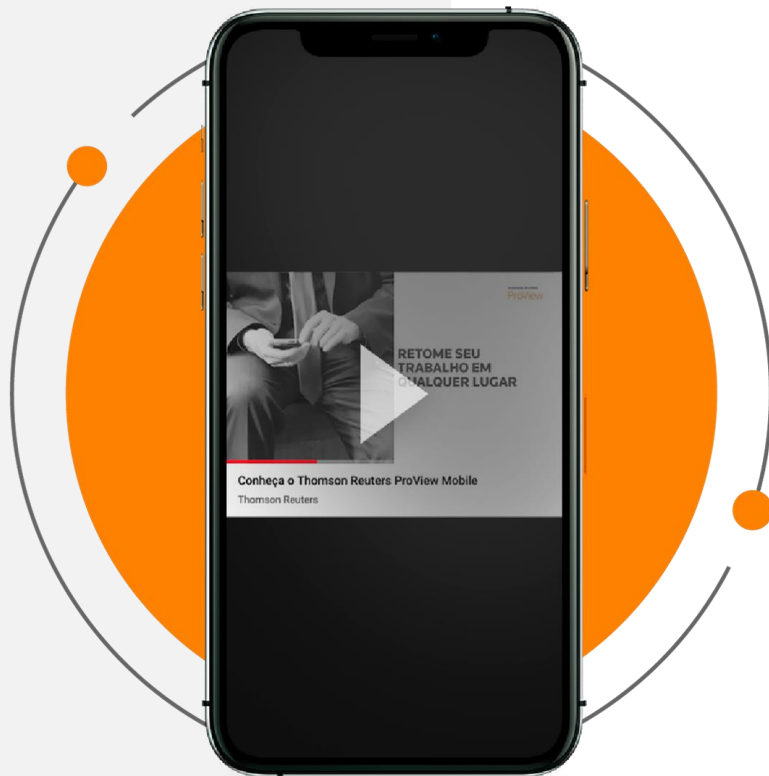 ProView
RETOME SEU
TRABALHO EM
QUALQUER LUGAR
Conheça o Thomson Reuters ProView Mobile
Thomson Reuters